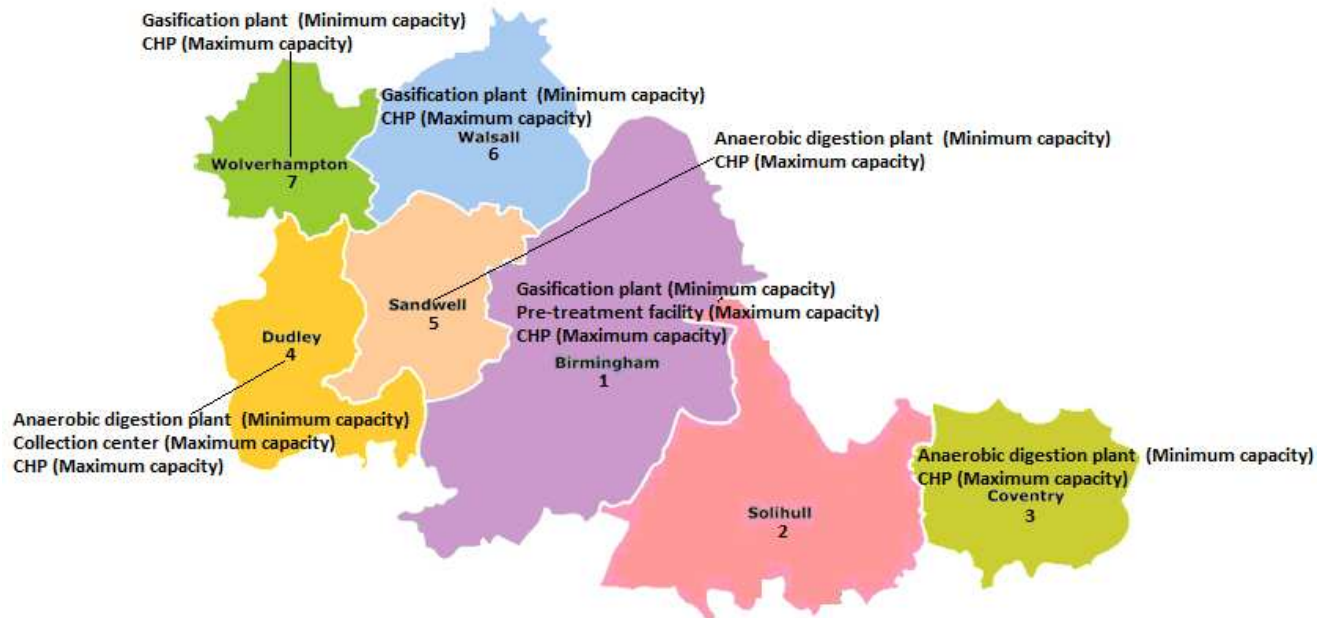 Gasification plant (Minimum capacity)
CHP (Maximum capacity)
Wolverhampton
7
Gasification plant (Minimum capacity)
CHP (Maximum capacity)
Walsall
6
Anaerobic digestion plant (Minimum capacity)
CHP (Maximum capacity)
Sandwell
5
Gasification plant (Minimum capacity)
Pre-treatment facility (Maximum capacity)
CHP (Maximum capacity)
Birmingham
1
Dudley
4
Anaerobic digestion plant (Minimum capacity)
Collection center (Maximum capacity)
CHP (Maximum capacity)
Solihull
2
Anaerobic digestion plant (Minimum capacity)
CHP (Maximum capacity)
Coventry
3